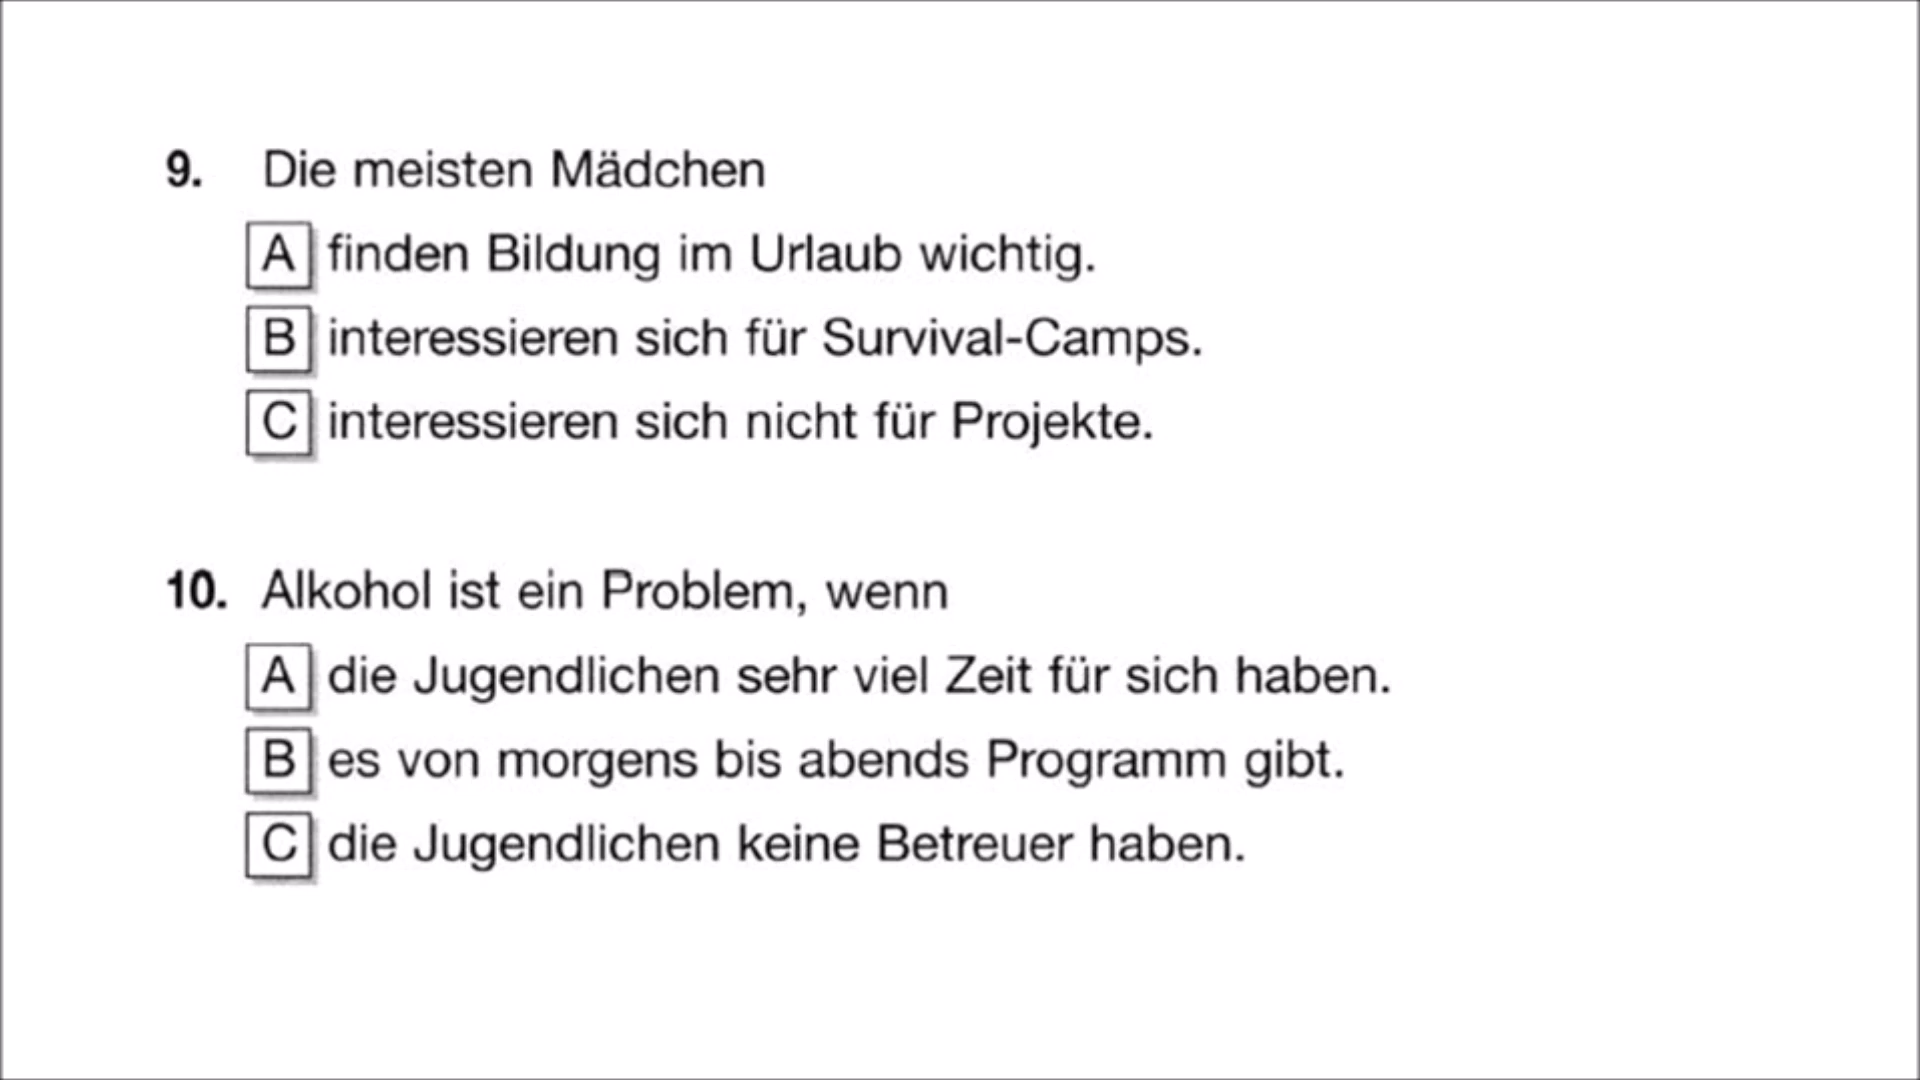 9. Die meisten Mädchen
A finden Bildung im Urlaub wichtig.
B interessieren sich für Survival-Camps.
C interessieren sich nicht für Projekte.
10. Alkohol ist ein Problem, wenn
A die Jugendlichen sehr viel Zeit für sich haben.
B es von morgens bis abends Programm gibt.
C die Jugendlichen keine Betreuer haben.